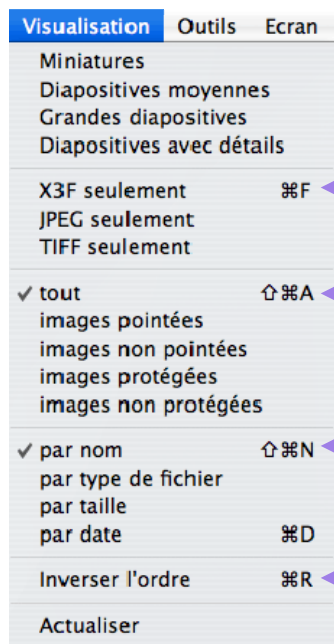 Visualisation Outils Ecran
Miniatures
Diapositives moyennes
Grandes diapositives
Diapositives avec détails
X3F seulement ⌘F
JPEG seulement
TIFF seulement
✓ tout ⇧⌘A
images pointées
images non pointées
images protégées
images non protégées
✓ par nom ⇧⌘N
par type de fichier
par taille
par date ⌘D
Inverser l'ordre ⌘R
Actualiser